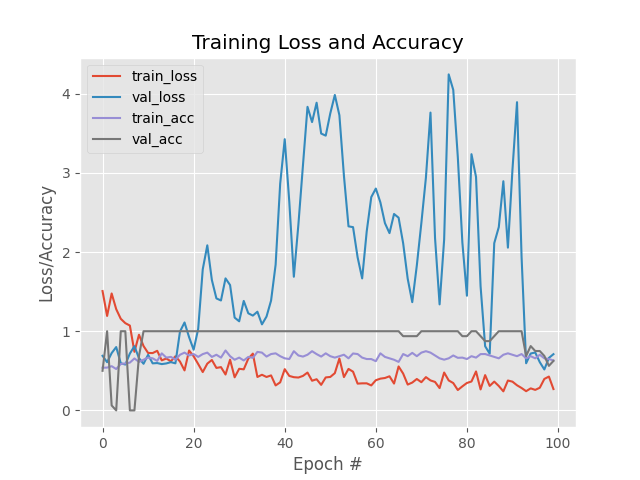 Training Loss and Accuracy
train_loss
val_loss
train_acc
val_acc
4
3
2
1
0
Loss/Accuracy
0 20 40 60 80 100
Epoch #